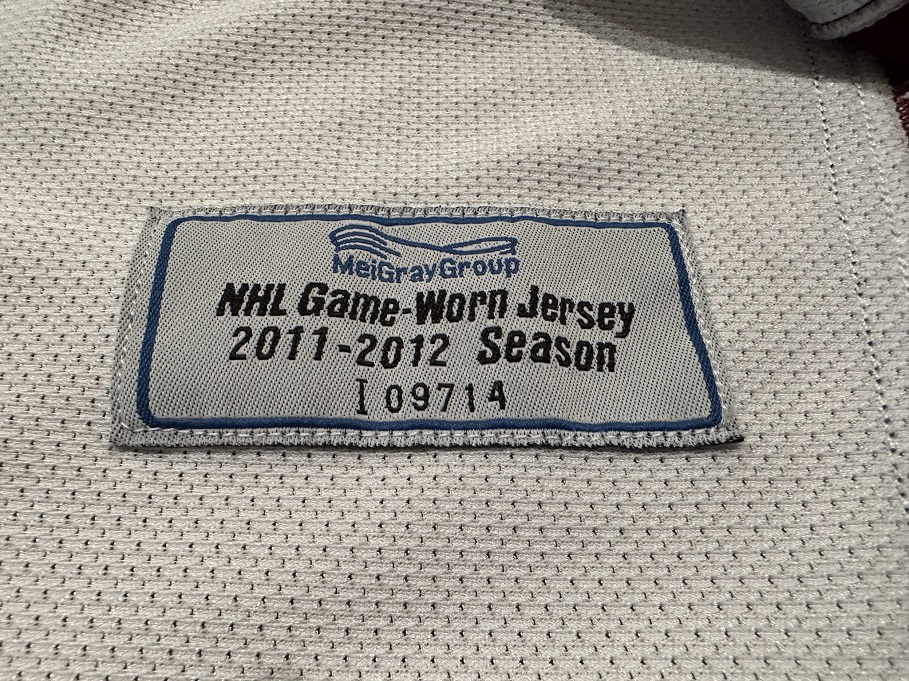 MeiGrayGroup
NHL Game-Worn Jersey
2011-2012 Season
I 09714